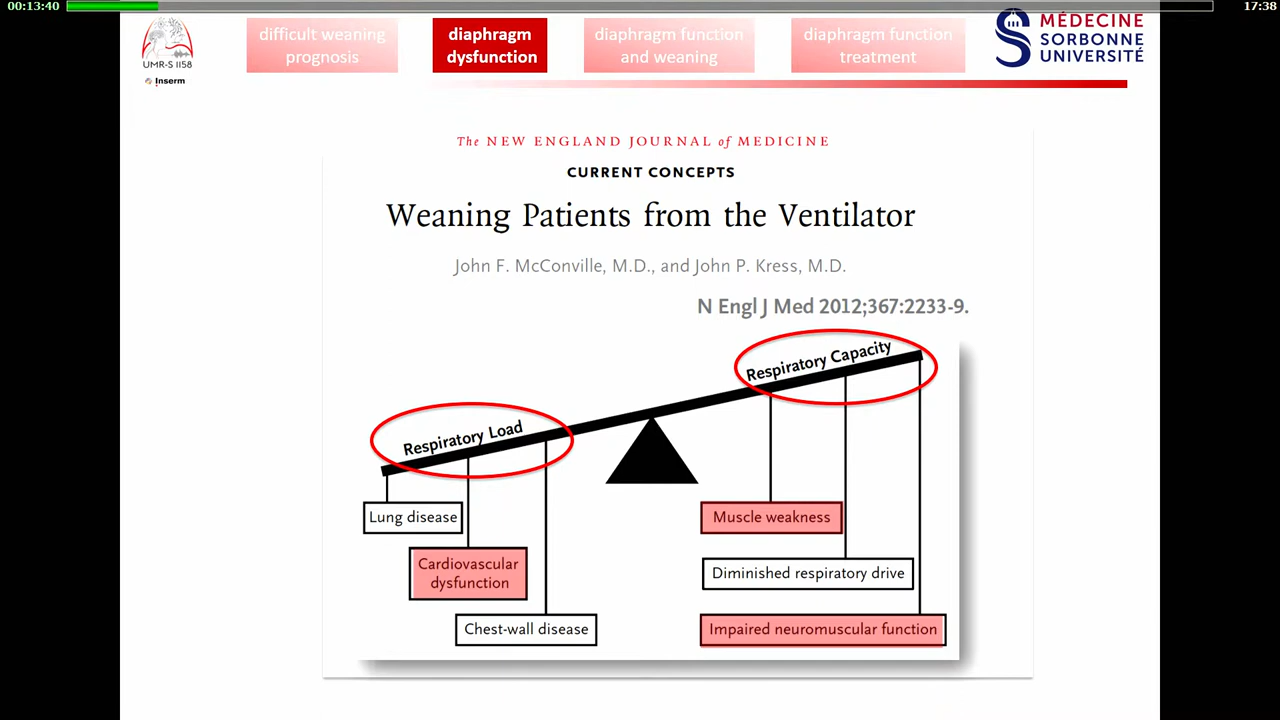 00:13:40
17:38
UMR-S 1158
Inserm
difficult weaning
prognosis
diaphragm
dysfunction
diaphragm function
and weaning
diaphragm function
treatment
S
MÉDECINE
SORBONNE
UNIVERSITÉ
The NEW ENGLAND JOURNAL of MEDICINE
CURRENT CONCEPTS
Weaning Patients from the Ventilator
John F. McConville, M.D., and John P. Kress, M.D.
N Engl J Med 2012;367:2233-9.
Respiratory Capacity
Respiratory Load
Lung disease
Muscle weakness
Cardiovascular
dysfunction
Diminished respiratory drive
Chest-wall disease
Impaired neuromuscular function